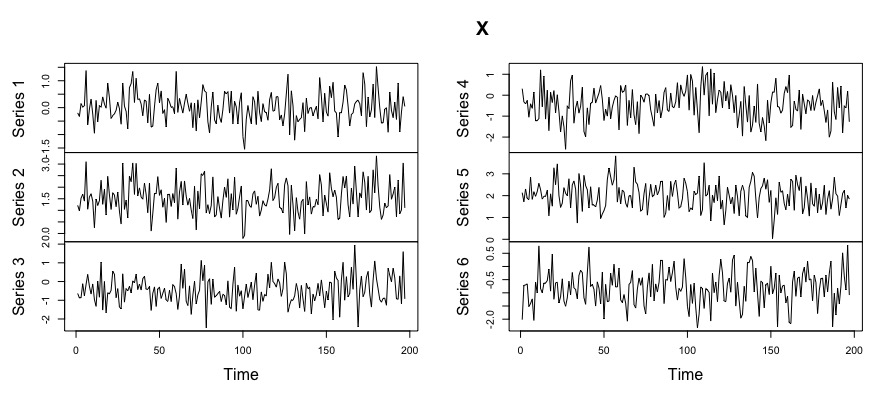 X
Series 1
-1.5 0.0 1.0
Series 2
0.0 1.5 3.0
Series 3
-2 -1 0 1 2
0 50 100 150 200
Time
Series 4
-2 -1 0 1
Series 5
0 1 2 3
Series 6
-2.0 -0.5 0.5
0 50 100 150 200
Time